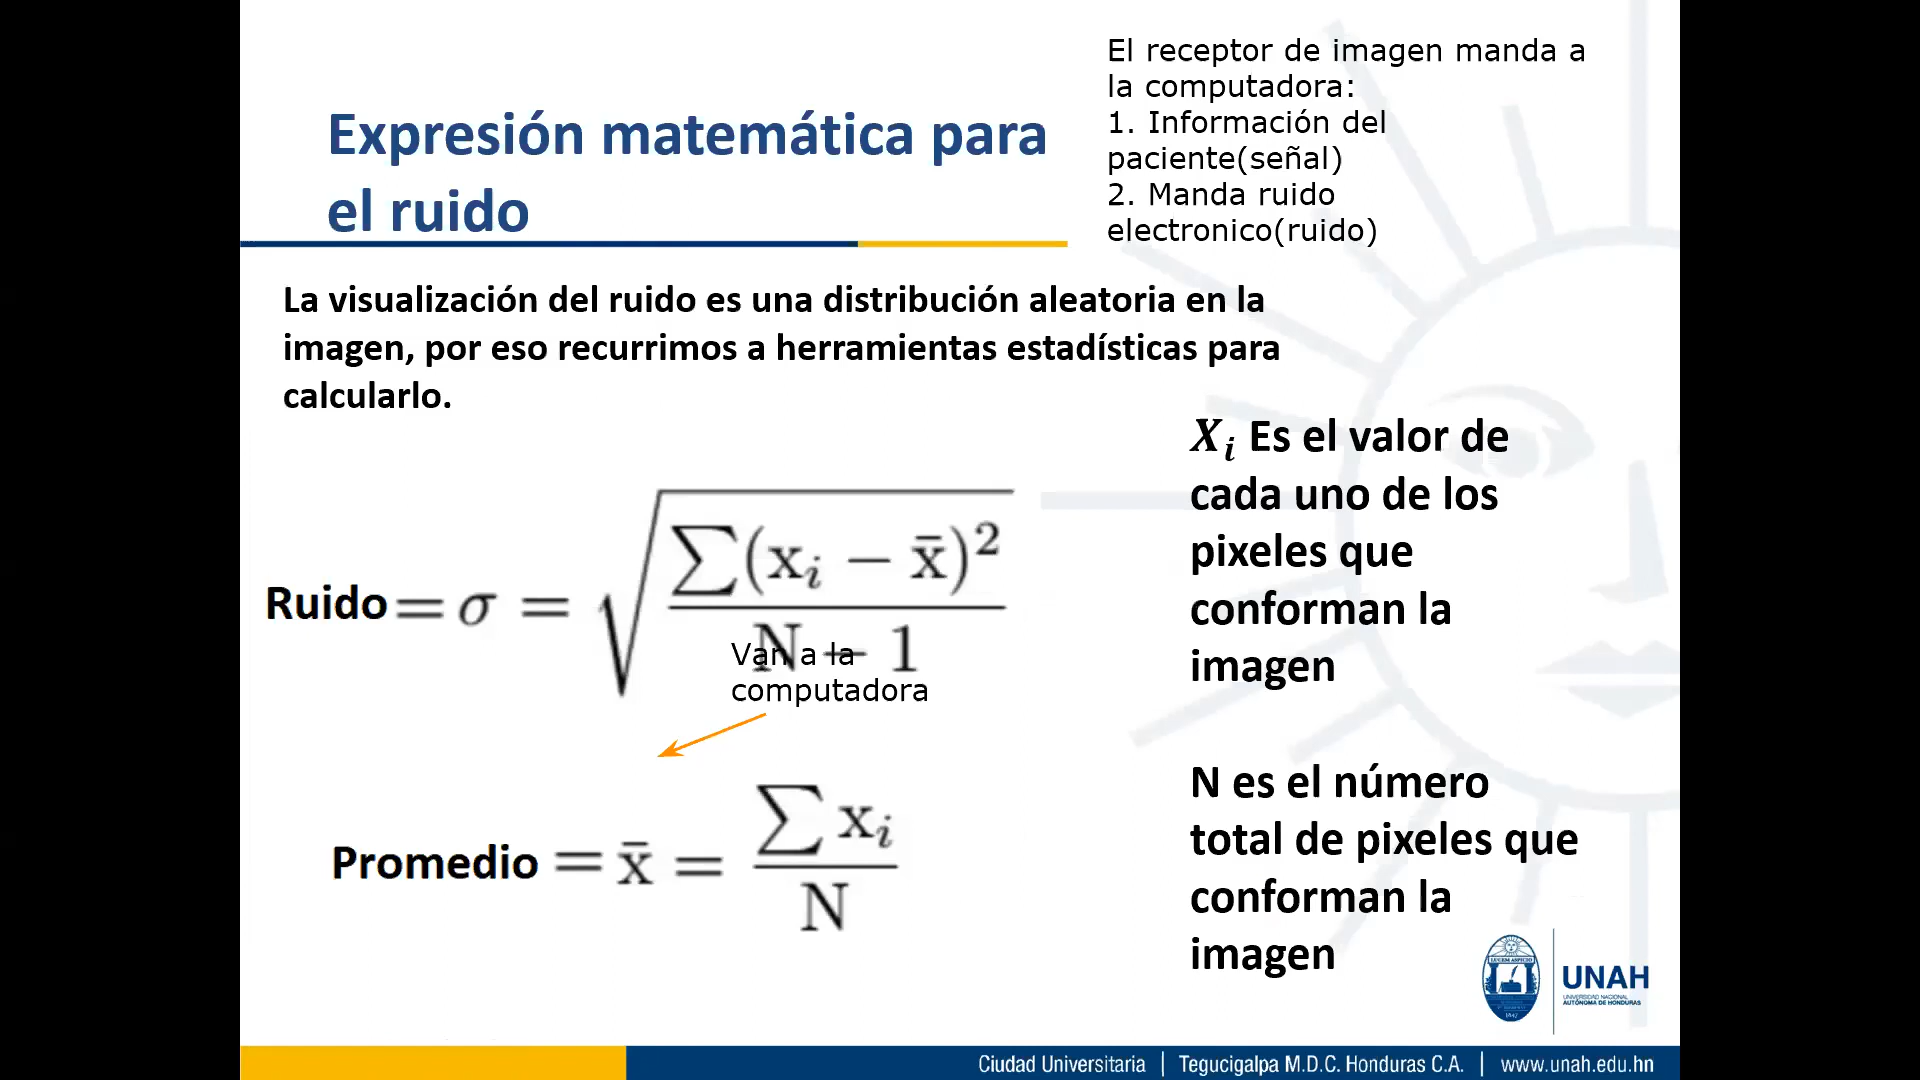 El receptor de imagen manda a
la computadora:
1. Información del
paciente(señal)
2. Manda ruido
electronico(ruido)
Expresión matemática para
el ruido
La visualización del ruido es una distribución aleatoria en la
imagen, por eso recurrimos a herramientas estadísticas para
calcularlo.
Ruido = σ = √(∑(xᵢ − x̄)² / (N − 1))
Van a la
computadora
Promedio = x̄ = ∑ xᵢ / N
Xᵢ Es el valor de
cada uno de los
pixeles que
conforman la
imagen
N es el número
total de pixeles que
conforman la
imagen
UNAH
UNIVERSIDAD NACIONAL
AUTÓNOMA DE HONDURAS
Ciudad Universitaria | Tegucigalpa M.D.C. Honduras C.A. | www.unah.edu.hn